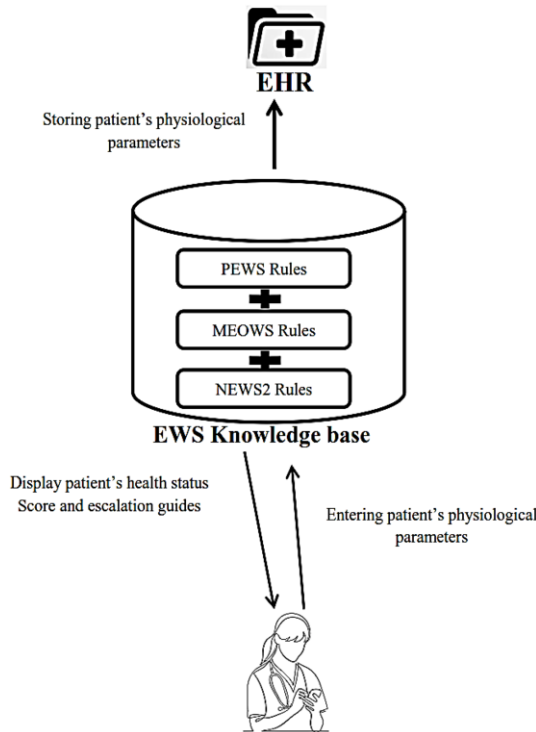 EHR
Storing patient's physiological
parameters
PEWS Rules
MEOWS Rules
NEWS2 Rules
EWS Knowledge base
Display patient's health status
Score and escalation guides
Entering patient's physiological
parameters